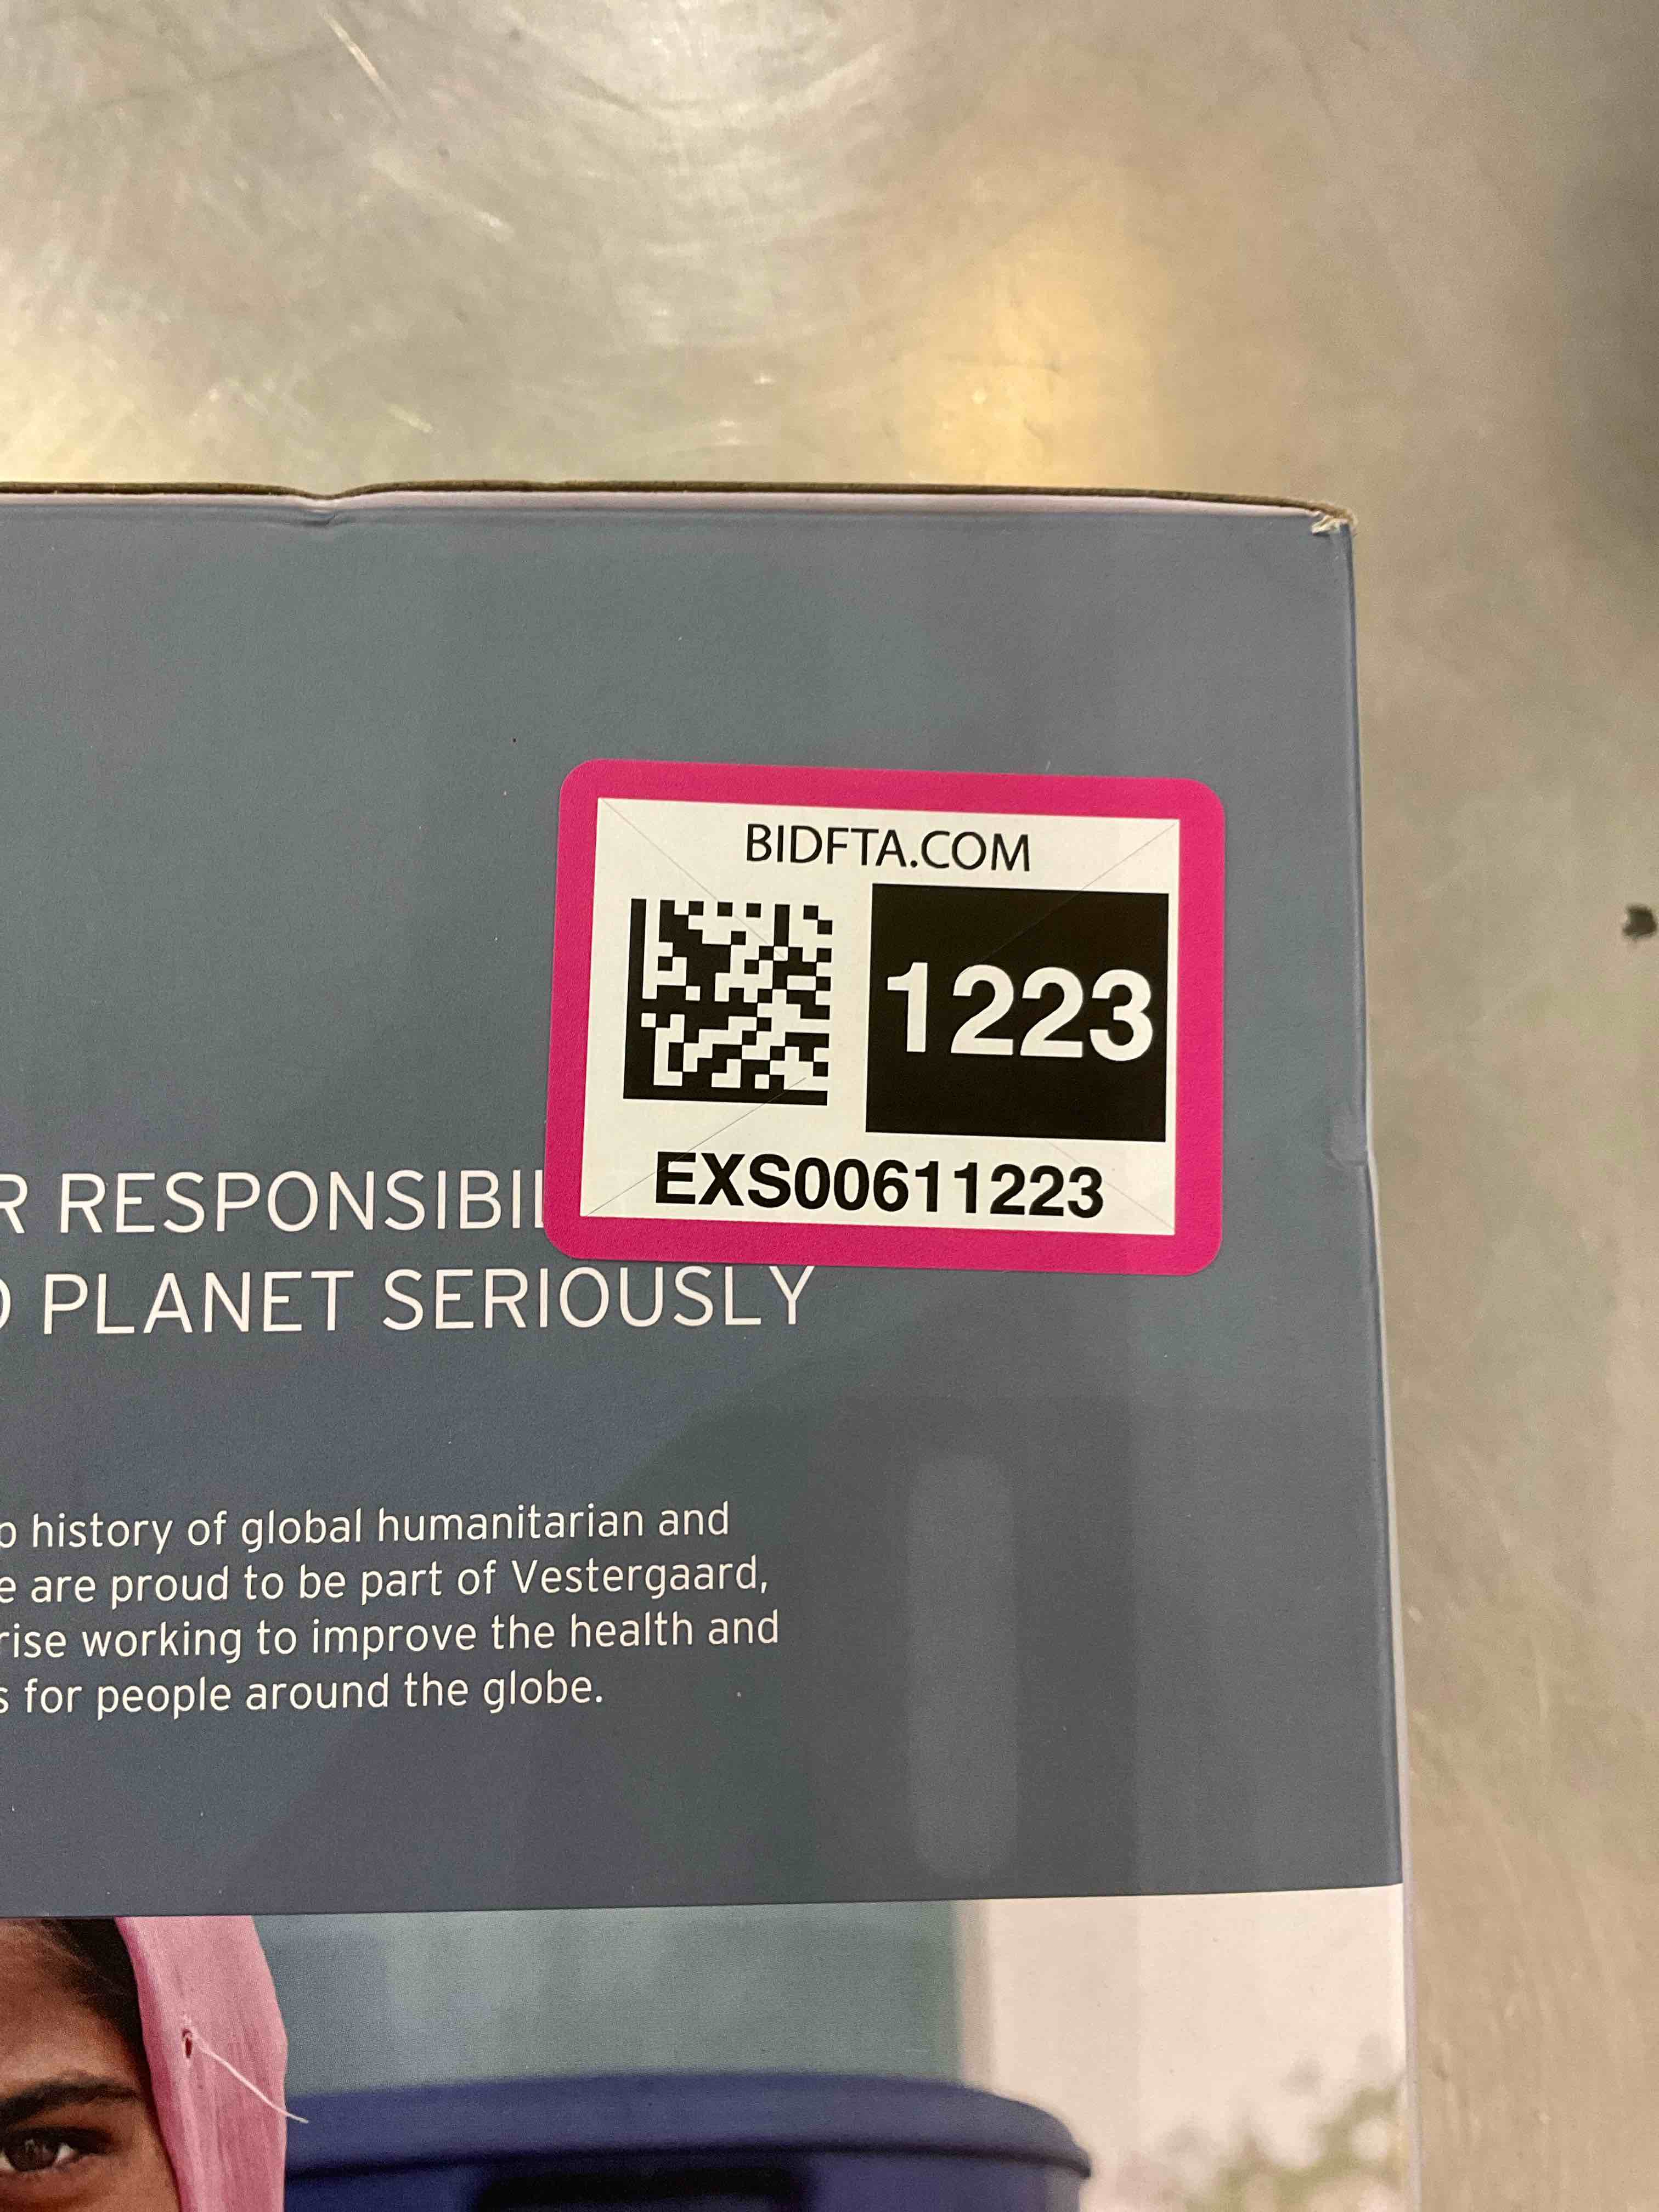 BIDFTA.COM
1223
EXS00611223
R RESPONSIBIL
PLANET SERIOUSLY
history of global humanitarian and
e are proud to be part of Vestergaard,
rise working to improve the health and
s for people around the globe.